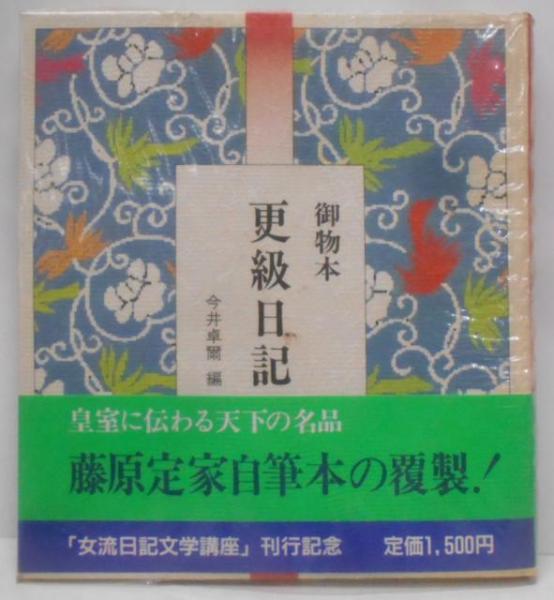 御物本
更級日記
今井卓爾 編
皇室に伝わる天下の名品
藤原定家自筆本の覆製!
「女流日記文学講座」刊行記念 定価1,500円